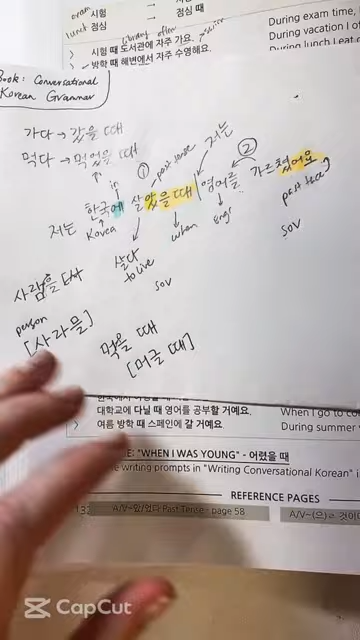 exam 시험 → 시험 때
lunch 점심 → 점심 때
During exam time,
During vacation I
During lunch I eat
library often
> 시험 때 도서관에 자주 가요.
> 방학 때 해변에서 자주 수영해요.
Book: Conversational
Korean Grammar
가다 → 갔을 때
먹다 → 먹었을 때
① past tense 저는 ②
in
저는 한국에 살았을 때 영어를 가르쳤어요
Korea when engl past tense
살다
to live
SOV
SOV
person
[사라믈]
먹을 때
[머글 때]
대학교에 다닐 때 영어를 공부할 거예요.
When I go to co
> 여름 방학 때 스페인에 갈 거예요.
During summer
"WHEN I WAS YOUNG" - 어렸을 때
writing prompts in "Writing Conversational Korean"
REFERENCE PAGES
132
A/V-았/었다 Past Tense - page 58
A/V-(으)ㄹ 것이
CapCut